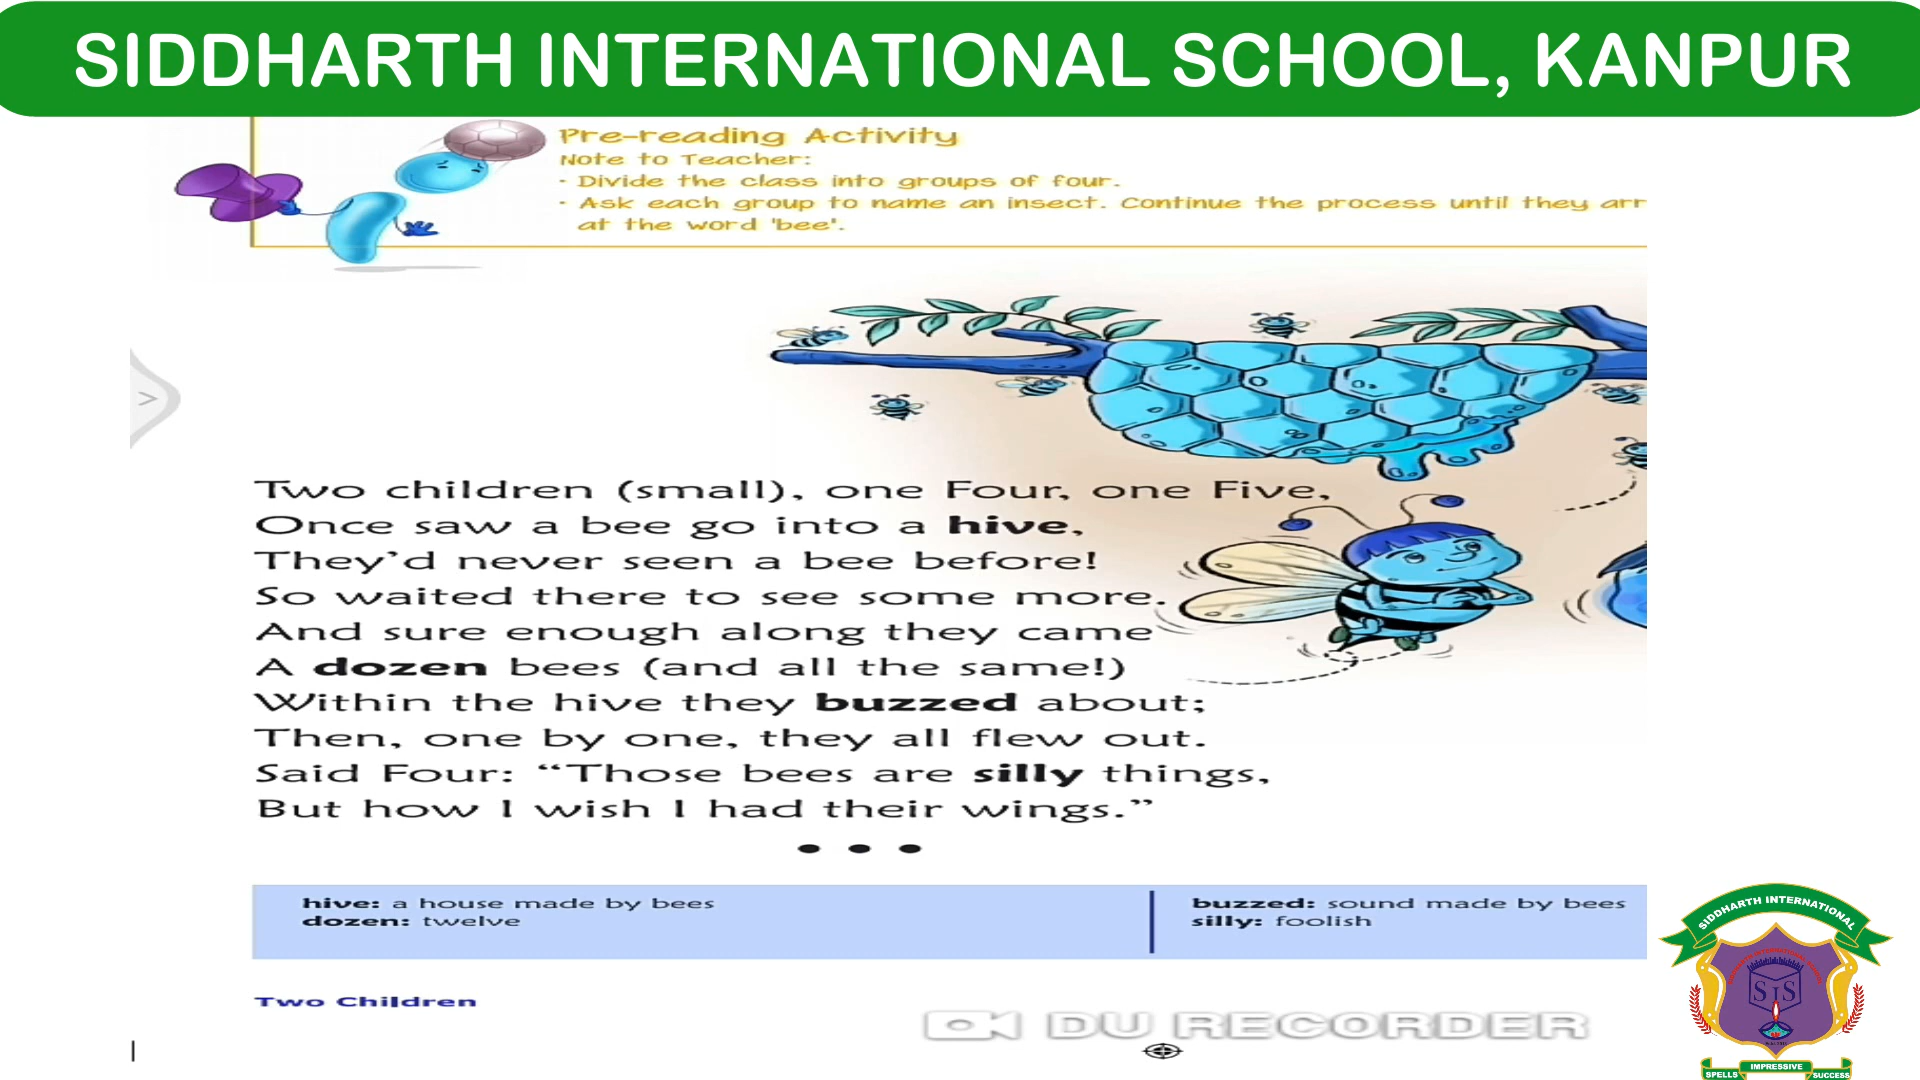 SIDDHARTH INTERNATIONAL SCHOOL, KANPUR
Pre-reading Activity
Note to Teacher:
• Divide the class into groups of four.
• Ask each group to name an insect. Continue the process until they arr
at the word 'bee'.
>
Two children (small), one Four, one Five,
Once saw a bee go into a hive,
They’d never seen a bee before!
So waited there to see some more.
And sure enough along they came
A dozen bees (and all the same!)
Within the hive they buzzed about;
Then, one by one, they all flew out.
Said Four: “Those bees are silly things,
But how I wish I had their wings.”
• • •
hive: a house made by bees
dozen: twelve
buzzed: sound made by bees
silly: foolish
Two Children
DU RECORDER
SIDDHARTH INTERNATIONAL
SIS
SPELLS IMPRESSIVE SUCCESS